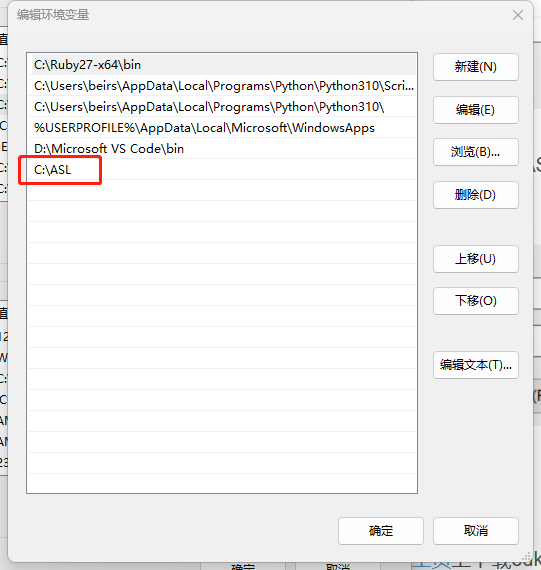 编辑环境变量
C:\Ruby27-x64\bin
C:\Users\beirs\AppData\Local\Programs\Python\Python310\Scri...
C:\Users\beirs\AppData\Local\Programs\Python\Python310\
%USERPROFILE%\AppData\Local\Microsoft\WindowsApps
D:\Microsoft VS Code\bin
C:\ASL
新建(N)
编辑(E)
浏览(B)...
删除(D)
上移(U)
下移(O)
编辑文本(T)...
确定
取消